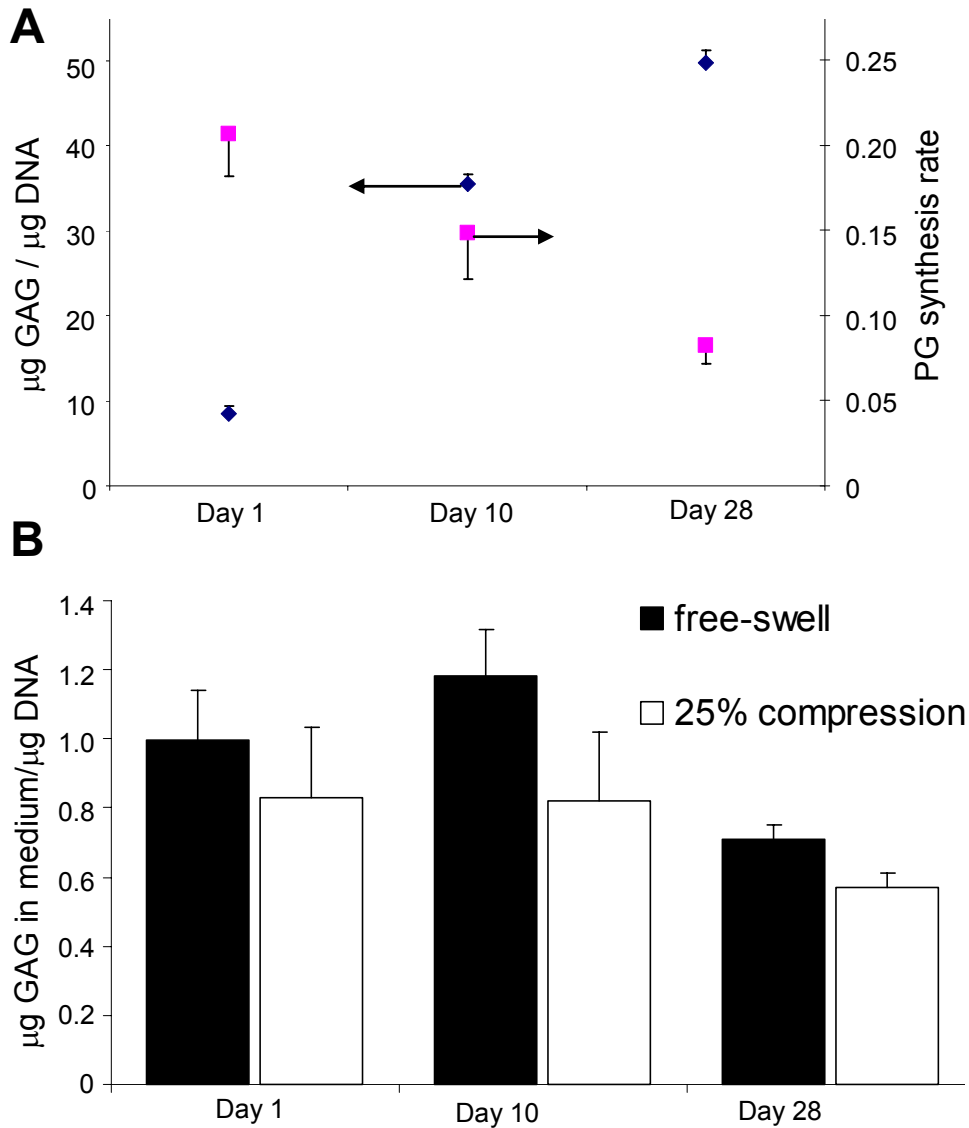 A
µg GAG / µg DNA
50
40
30
20
10
0
0.25
0.20
0.15
0.10
0.05
0
PG synthesis rate
Day 1 Day 10 Day 28
B
µg GAG in medium/µg DNA
1.4
1.2
1.0
0.8
0.6
0.4
0.2
0
free-swell
25% compression
Day 1 Day 10 Day 28